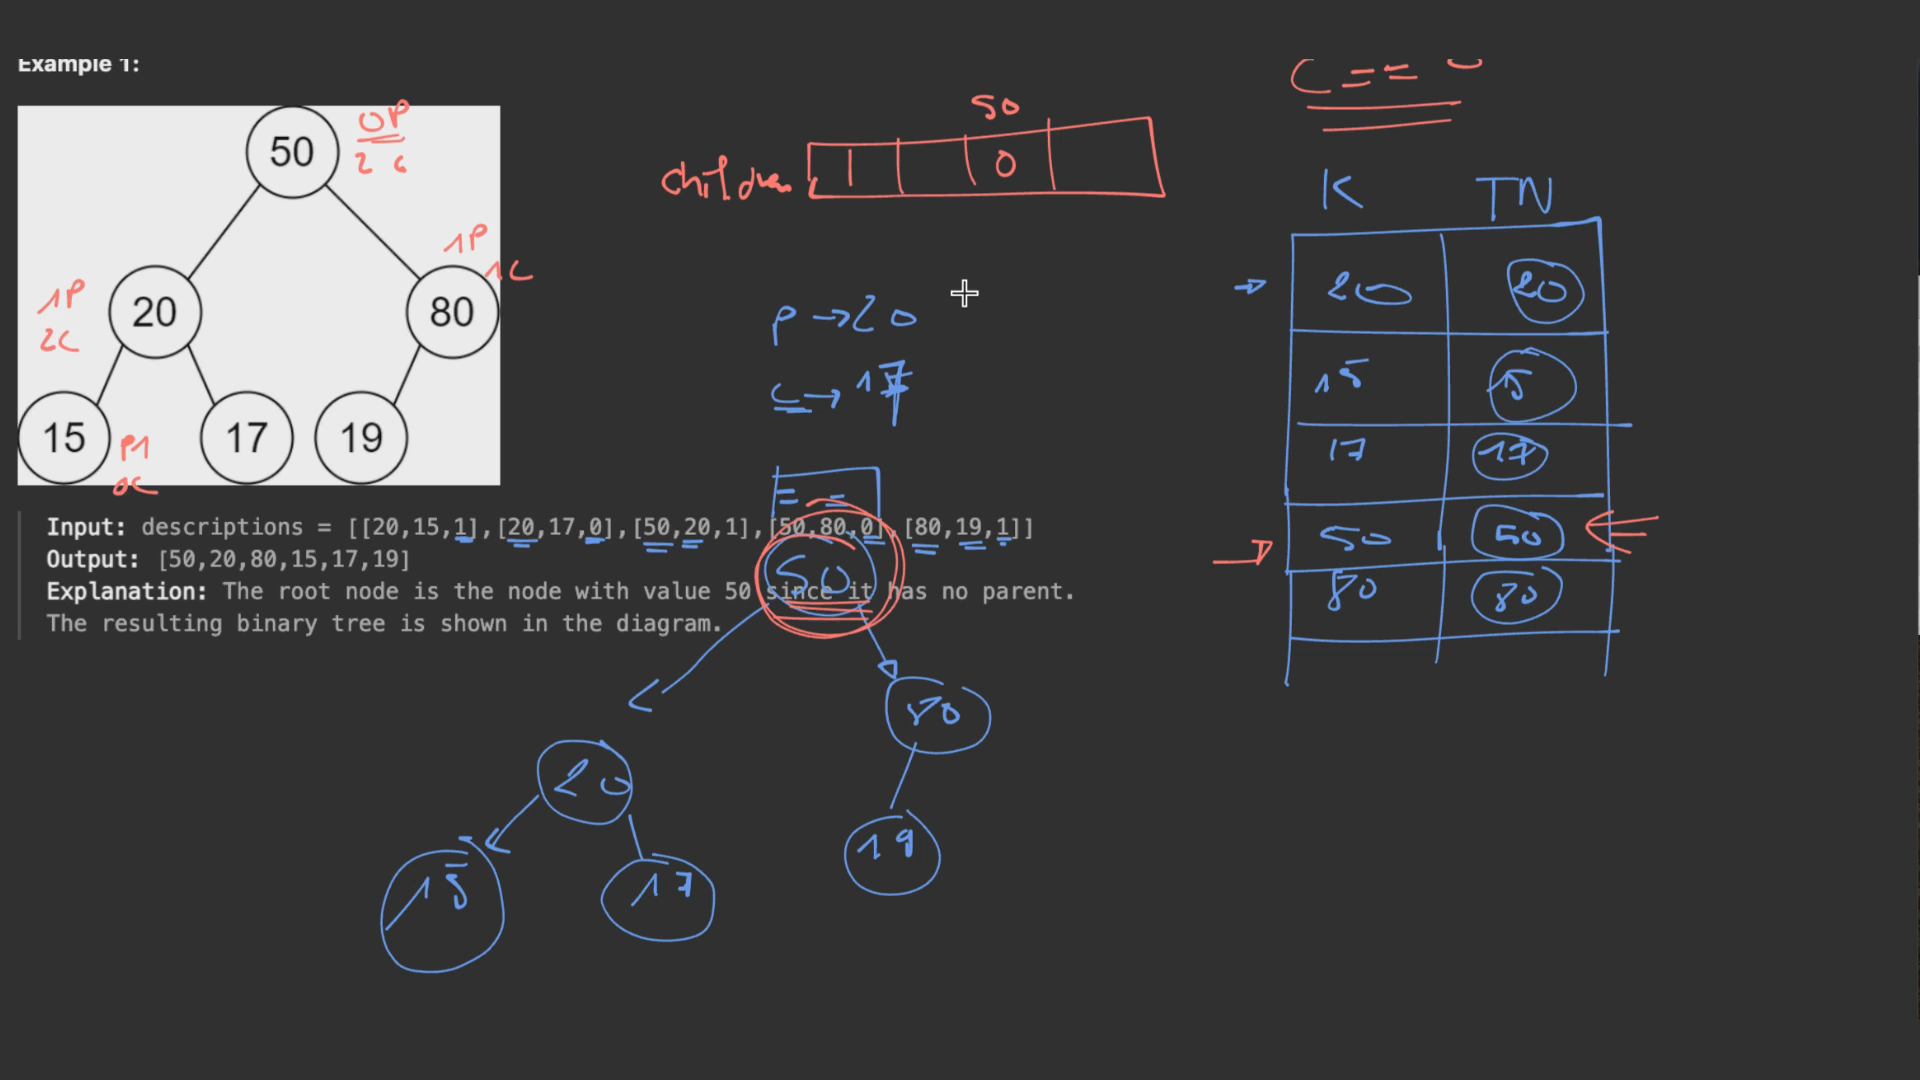 Example 1:
50
0P
2 C
20
1P
2C
80
1P
1C
15
P1
0C
17
19
Input: descriptions = [[20,15,1],[20,17,0],[50,20,1],[50,80,0],[80,19,1]]
Output: [50,20,80,15,17,19]
Explanation: The root node is the node with value 50 since it has no parent.
The resulting binary tree is shown in the diagram.
50
children 1 0
P → 20
C → 17
50
20
80
15
17
19
C == 0
K TN
20 20
15 15
17 17
50 50
80 80